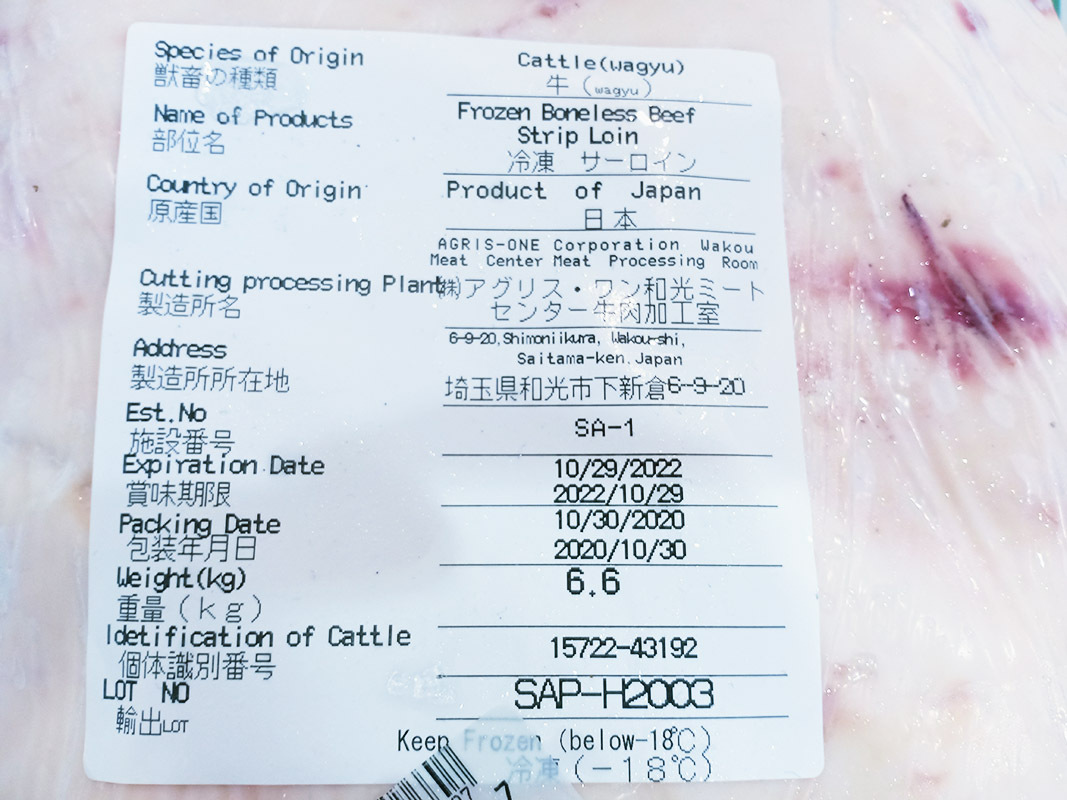 Species of Origin Cattle(wagyu)
獣畜の種類 牛 (wagyu)
Name of Products Frozen Boneless Beef
Strip Loin
部位名 冷凍 サーロイン
Country of Origin Product of Japan
原産国 日本
AGRIS-ONE Corporation Wakou
Meat Center Meat Processing Room
Cutting processing Plant ㈱アグリス・ワン和光ミート
製造所名 センター牛肉加工室
6-9-20,Shimoniikura, Wakou-shi,
Address Saitama-ken,Japan
製造所所在地 埼玉県和光市下新倉6-9-20
Est.No SA-1
施設番号
Expiration Date 10/29/2022
賞味期限 2022/10/29
Packing Date 10/30/2020
包装年月日 2020/10/30
Weight(kg) 6.6
重量(kg)
Idetification of Cattle 15722-43192
個体識別番号
LOT NO SAP-H2003
輸出LOT
Keep Frozen (below-18℃)
冷凍 (-18℃)